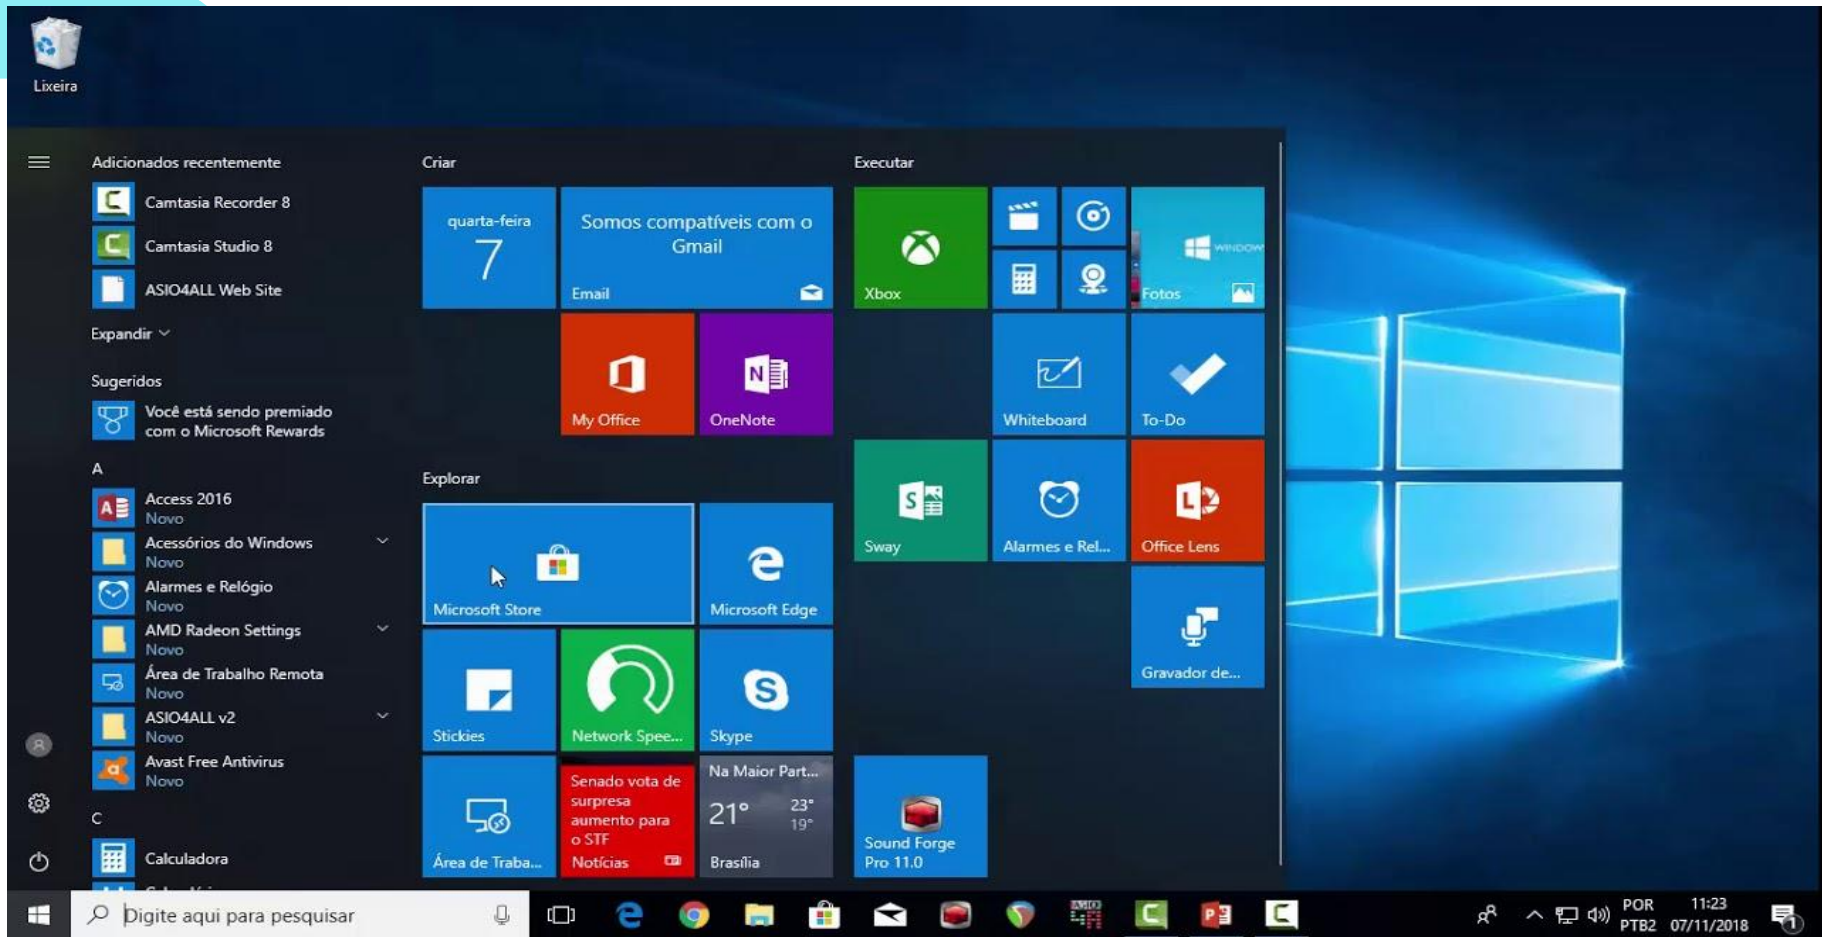 Lixeira
Adicionados recentemente
Camtasia Recorder 8
Camtasia Studio 8
ASIO4ALL Web Site
Expandir
Sugeridos
Você está sendo premiado
com o Microsoft Rewards
A
Access 2016
Novo
Acessórios do Windows
Novo
Alarmes e Relógio
Novo
AMD Radeon Settings
Novo
Área de Trabalho Remota
Novo
ASIO4ALL v2
Novo
Avast Free Antivirus
Novo
C
Calculadora
Criar
quarta-feira
7
Somos compatíveis com o
Gmail
Email
My Office
OneNote
Explorar
Microsoft Store
Microsoft Edge
Stickies
Network Spee...
Skype
Área de Traba...
Senado vota de
surpresa
aumento para
o STF
Notícias
Na Maior Part...
21°
23°
19°
Brasília
Executar
Xbox
Fotos
Whiteboard
To-Do
Sway
Alarmes e Rel...
Office Lens
Gravador de...
Sound Forge
Pro 11.0
Digite aqui para pesquisar
POR
PTB2
11:23
07/11/2018
1